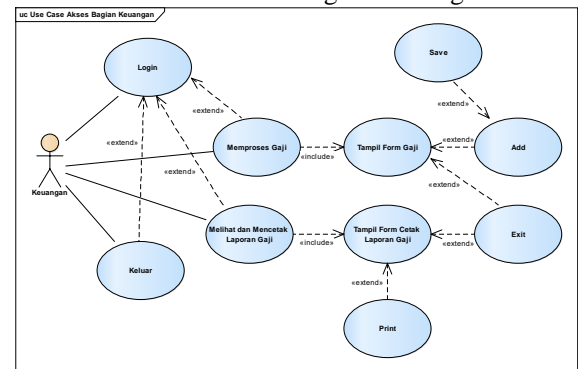 uc Use Case Akses Bagian Keuangan
Login
Save
«extend»
«extend»
«extend»
Memproses Gaji
«include»
Tampil Form Gaji
«extend»
Add
Keuangan
«extend»
«extend»
Melihat dan Mencetak
Laporan Gaji
«include»
Tampil Form Cetak
Laporan Gaji
«extend»
Exit
Keluar
«extend»
Print